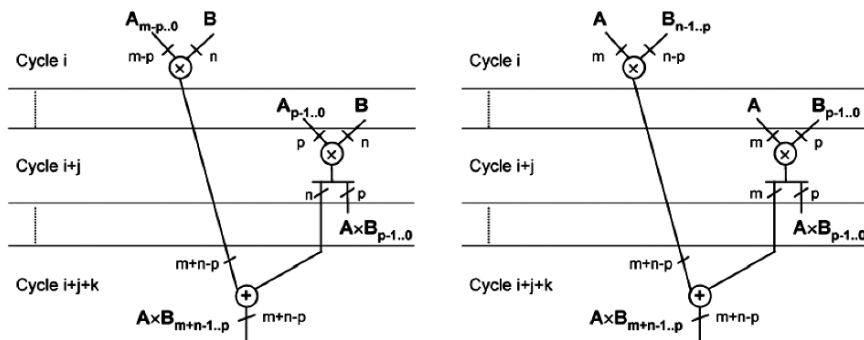 A_{m-p..0} B
m-p n
×
Cycle i
A_{p-1..0} B
p n
×
Cycle i+j
n p
A×B_{p-1..0}
m+n-p
Cycle i+j+k
+
A×B_{m+n-1..p} m+n-p
A B_{n-1..p}
m n-p
×
Cycle i
A B_{p-1..0}
m p
×
Cycle i+j
m p
A×B_{p-1..0}
m+n-p
Cycle i+j+k
+
A×B_{m+n-1..p} m+n-p